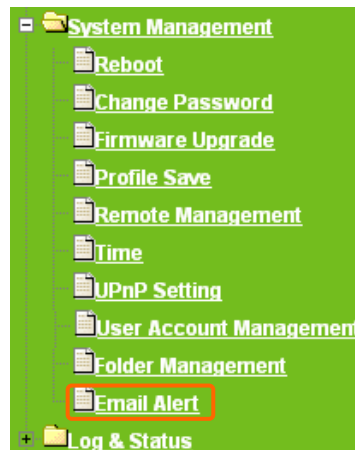 System Management
Reboot
Change Password
Firmware Upgrade
Profile Save
Remote Management
Time
UPnP Setting
User Account Management
Folder Management
Email Alert
Log & Status